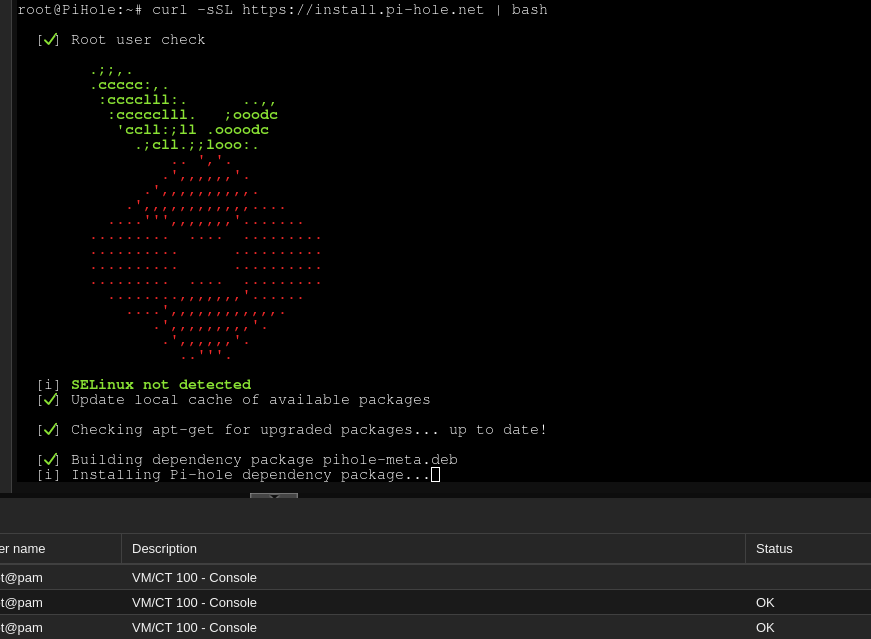 root@PiHole:~# curl -sSL https://install.pi-hole.net | bash
[✓] Root user check
.;;,.
.ccccc:,.
:cccclll:.      ..,,
:ccccclll.   ;ooodc
'ccll:;ll .oooodc
.;cll.;;looo:.
.. ','.
.',,,,,,'.
.',,,,,,,,,,.
.',,,,,,,,,,,,....
....''',,,,,,,'.......
.........  ....  .........
..........      ..........
..........      ..........
.........  ....  .........
........,,,,,,,'......
....',,,,,,,,,,,,.
.',,,,,,,,,'.
.',,,,,,'.
..'''.
[i] SELinux not detected
[✓] Update local cache of available packages
[✓] Checking apt-get for upgraded packages... up to date!
[✓] Building dependency package pihole-meta.deb
[i] Installing Pi-hole dependency package...
er name Description Status
t@pam VM/CT 100 - Console
t@pam VM/CT 100 - Console OK
t@pam VM/CT 100 - Console OK